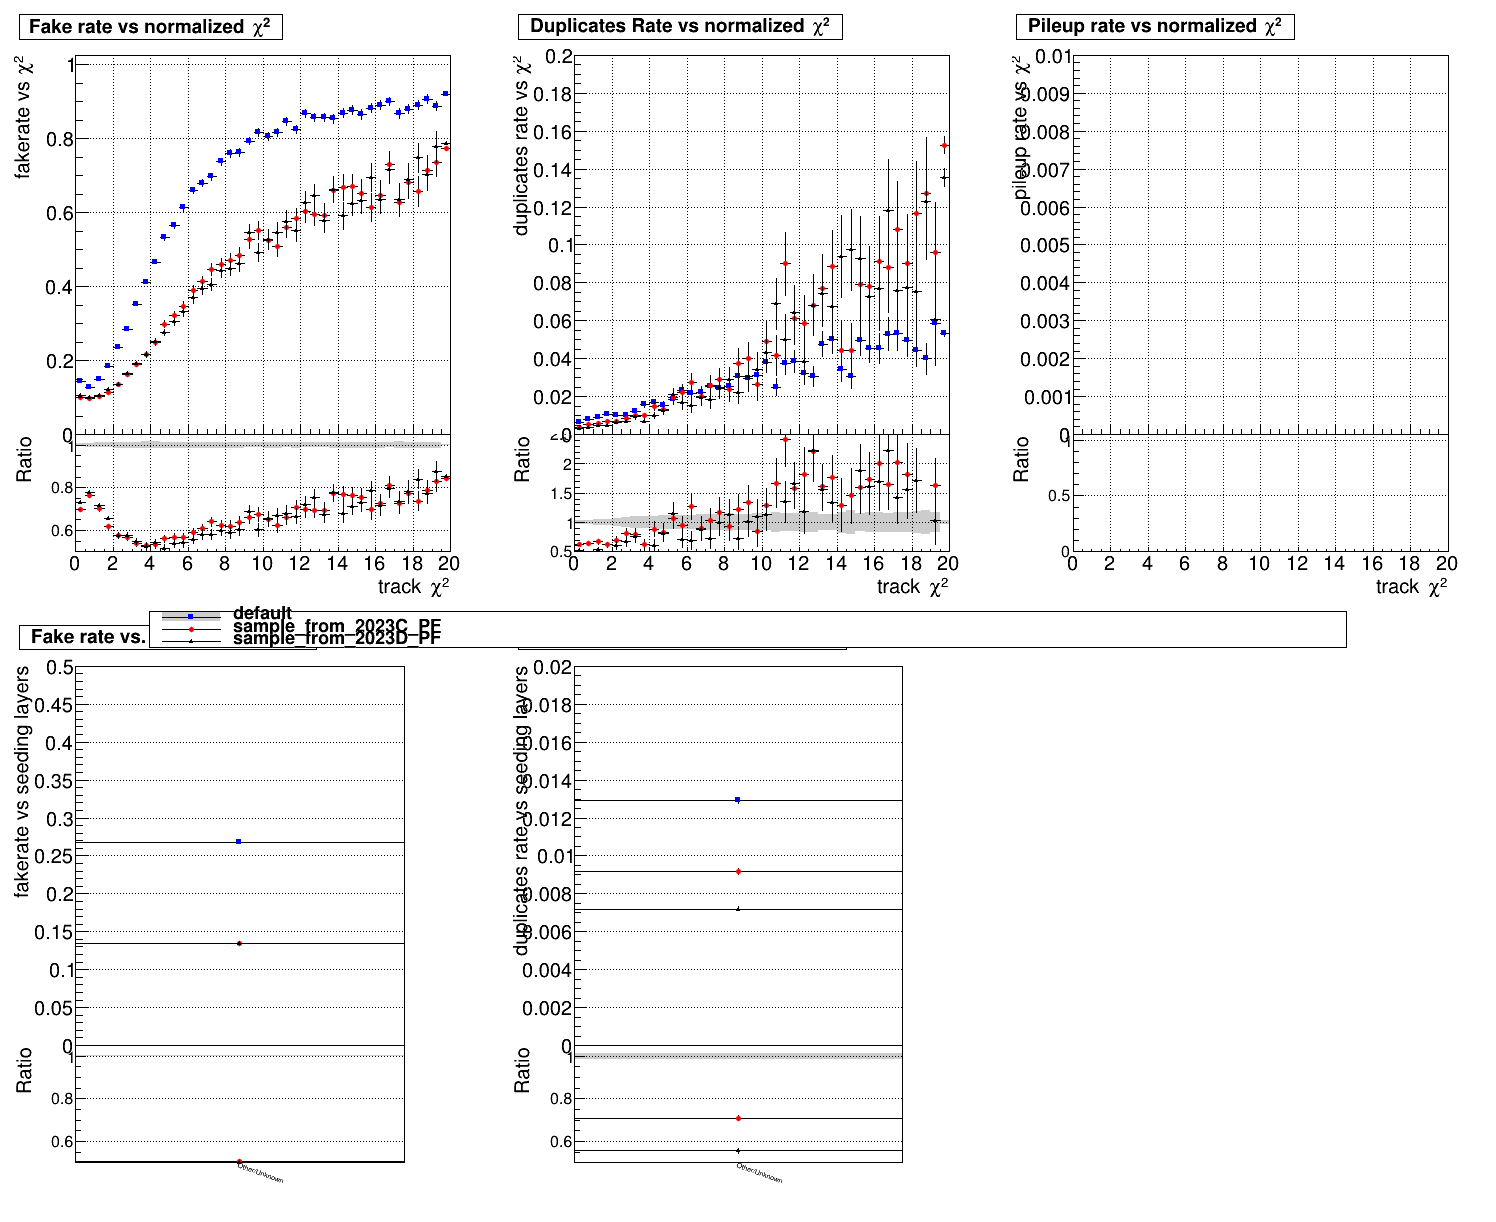 Fake rate vs normalized χ²
Duplicates Rate vs normalized χ²
Pileup rate vs normalized χ²
fakerate vs χ²
1
0.8
0.6
0.4
0.2
0
Ratio
1
0.8
0.6
0 2 4 6 8 10 12 14 16 18 20
track χ²
duplicates rate vs χ²
0.2
0.18
0.16
0.14
0.12
0.1
0.08
0.06
0.04
0.02
0
Ratio
2
1.5
1
0.5
0 2 4 6 8 10 12 14 16 18 20
track χ²
pileup rate vs χ²
0.01
0.009
0.008
0.007
0.006
0.005
0.004
0.003
0.002
0.001
0
Ratio
1
0.5
0
0 2 4 6 8 10 12 14 16 18 20
track χ²
default
sample_from_2023C_PF
sample_from_2023D_PF
Fake rate vs.
fakerate vs seeding layers
0.5
0.45
0.4
0.35
0.3
0.25
0.2
0.15
0.1
0.05
0
Ratio
1
0.8
0.6
Other/Unknown
duplicates rate vs seeding layers
0.02
0.018
0.016
0.014
0.012
0.01
0.008
0.006
0.004
0.002
0
Ratio
1
0.8
0.6
Other/Unknown